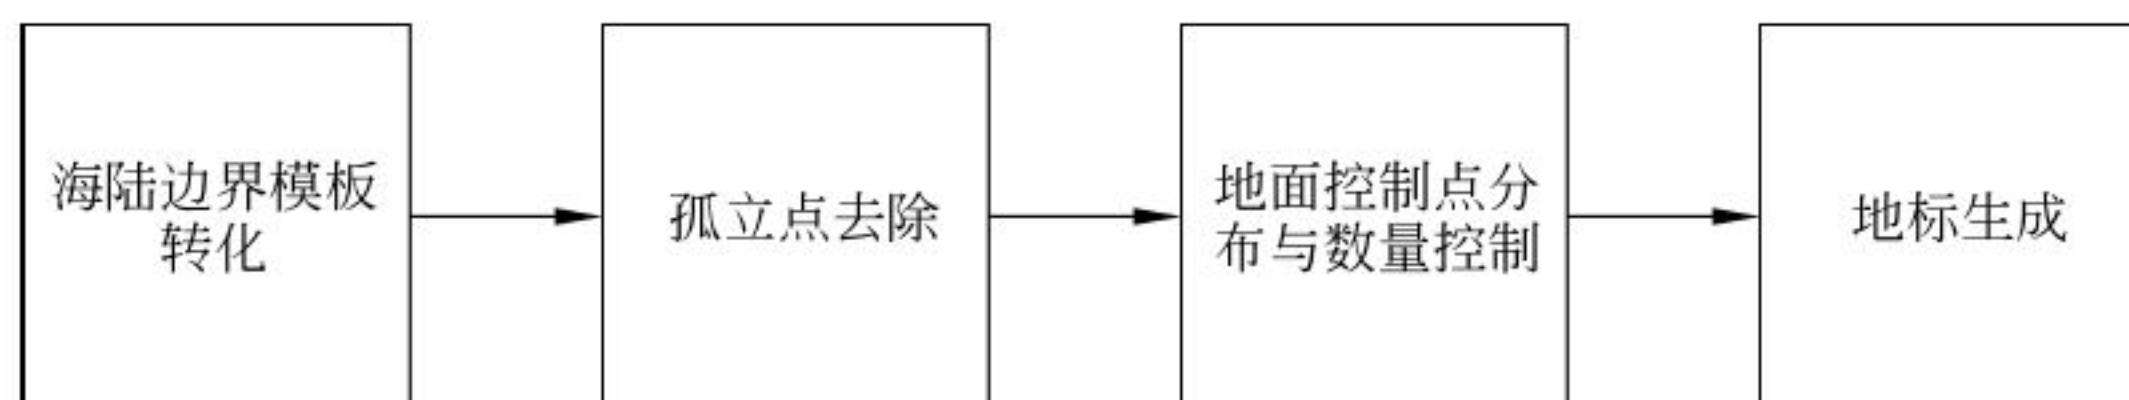 海陆边界模板
转化
孤立点去除
地面控制点分
布与数量控制
地标生成